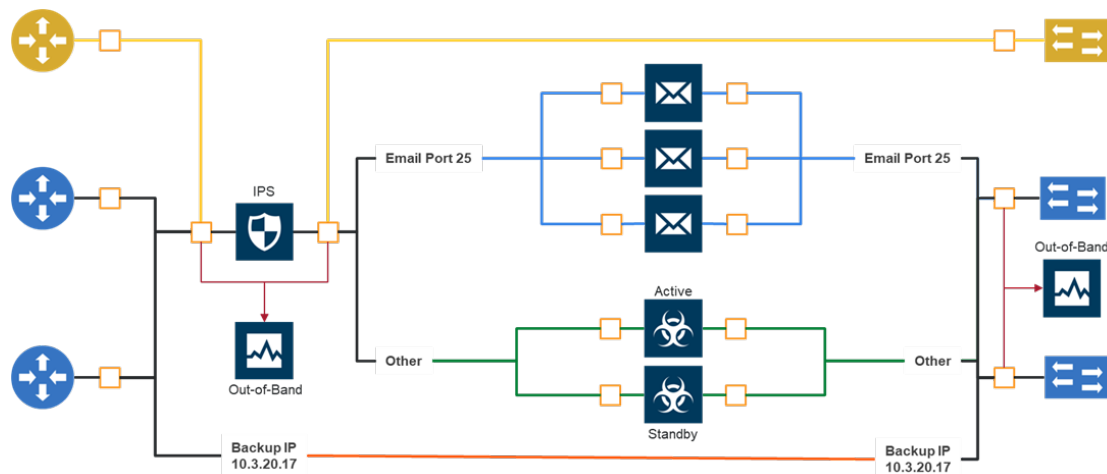 Email Port 25
Email Port 25
IPS
Out-of-Band
Active
Out-of-Band
Other
Other
Standby
Backup IP
10.3.20.17
Backup IP
10.3.20.17